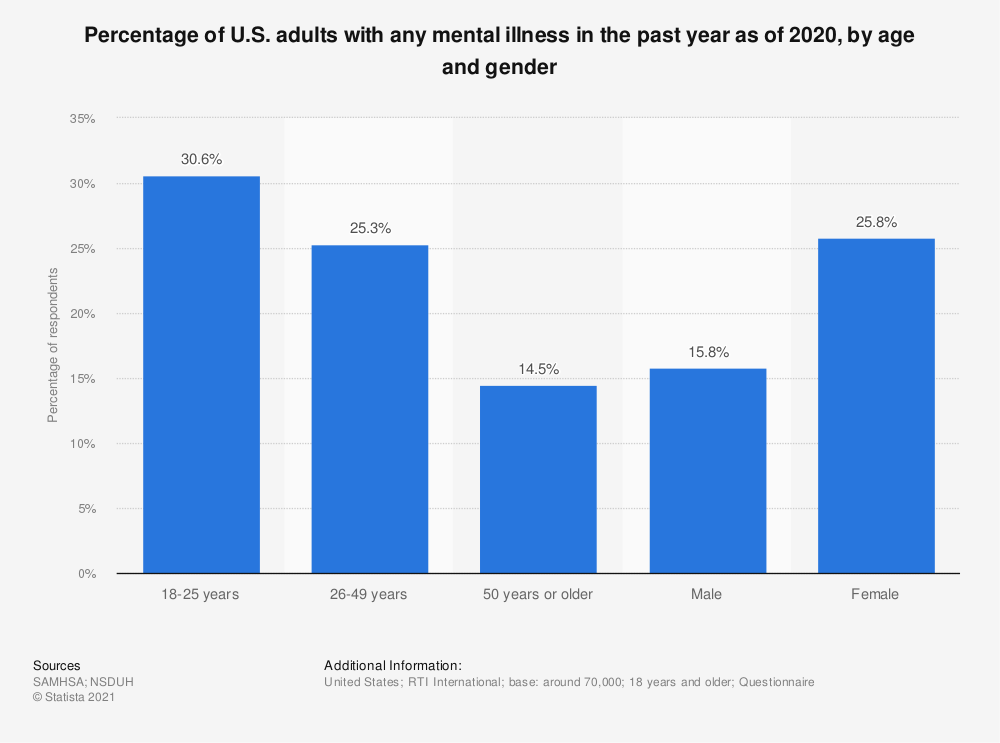 Percentage of U.S. adults with any mental illness in the past year as of 2020, by age
and gender
Percentage of respondents
35%
30%
25%
20%
15%
10%
5%
0%
30.6%
25.3%
14.5%
15.8%
25.8%
18-25 years
26-49 years
50 years or older
Male
Female
Sources
SAMHSA; NSDUH
© Statista 2021
Additional Information:
United States; RTI International; base: around 70,000; 18 years and older; Questionnaire